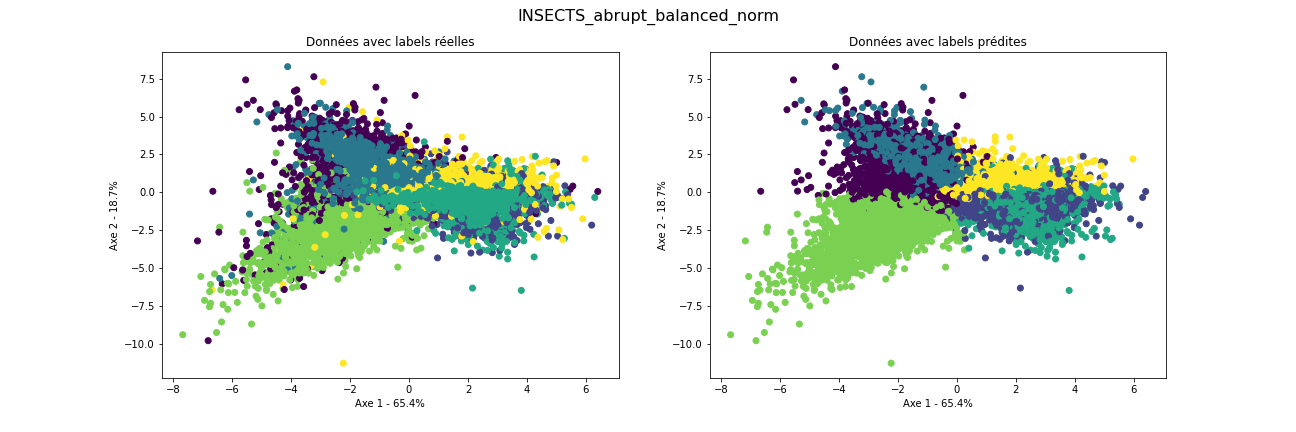 INSECTS_abrupt_balanced_norm
Données avec labels réelles
7.5
5.0
2.5
0.0
−2.5
−5.0
−7.5
−10.0
Axe 2 - 18.7%
−8 −6 −4 −2 0 2 4 6
Axe 1 - 65.4%
Données avec labels prédites
7.5
5.0
2.5
0.0
−2.5
−5.0
−7.5
−10.0
Axe 2 - 18.7%
−8 −6 −4 −2 0 2 4 6
Axe 1 - 65.4%